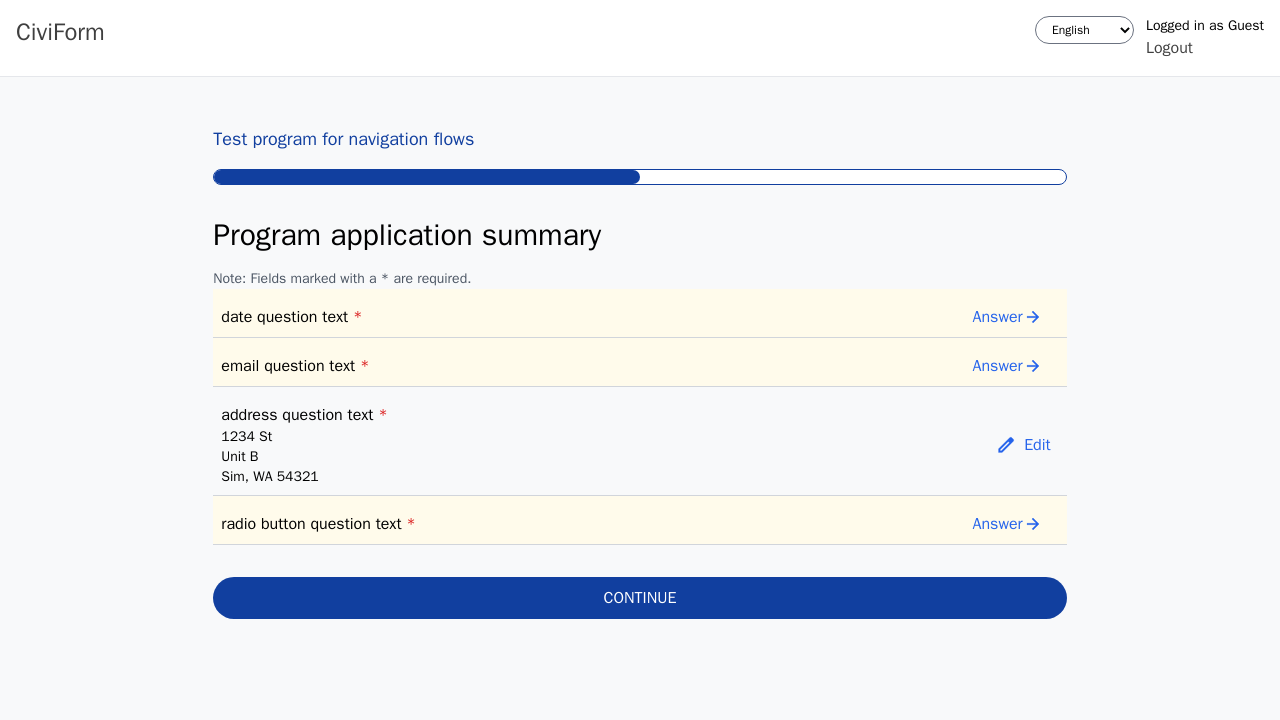 CiviForm
English
Logged in as Guest
Logout
Test program for navigation flows
Program application summary
Note: Fields marked with a * are required.
date question text *
Answer
email question text *
Answer
address question text *
1234 St
Unit B
Sim, WA 54321
Edit
radio button question text *
Answer
CONTINUE